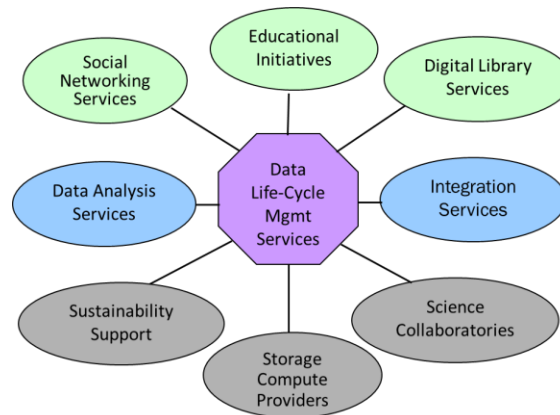 Educational
Initiatives
Social
Networking
Services
Digital Library
Services
Data
Life-Cycle
Mgmt
Services
Data Analysis
Services
Integration
Services
Sustainability
Support
Science
Collaboratories
Storage
Compute
Providers